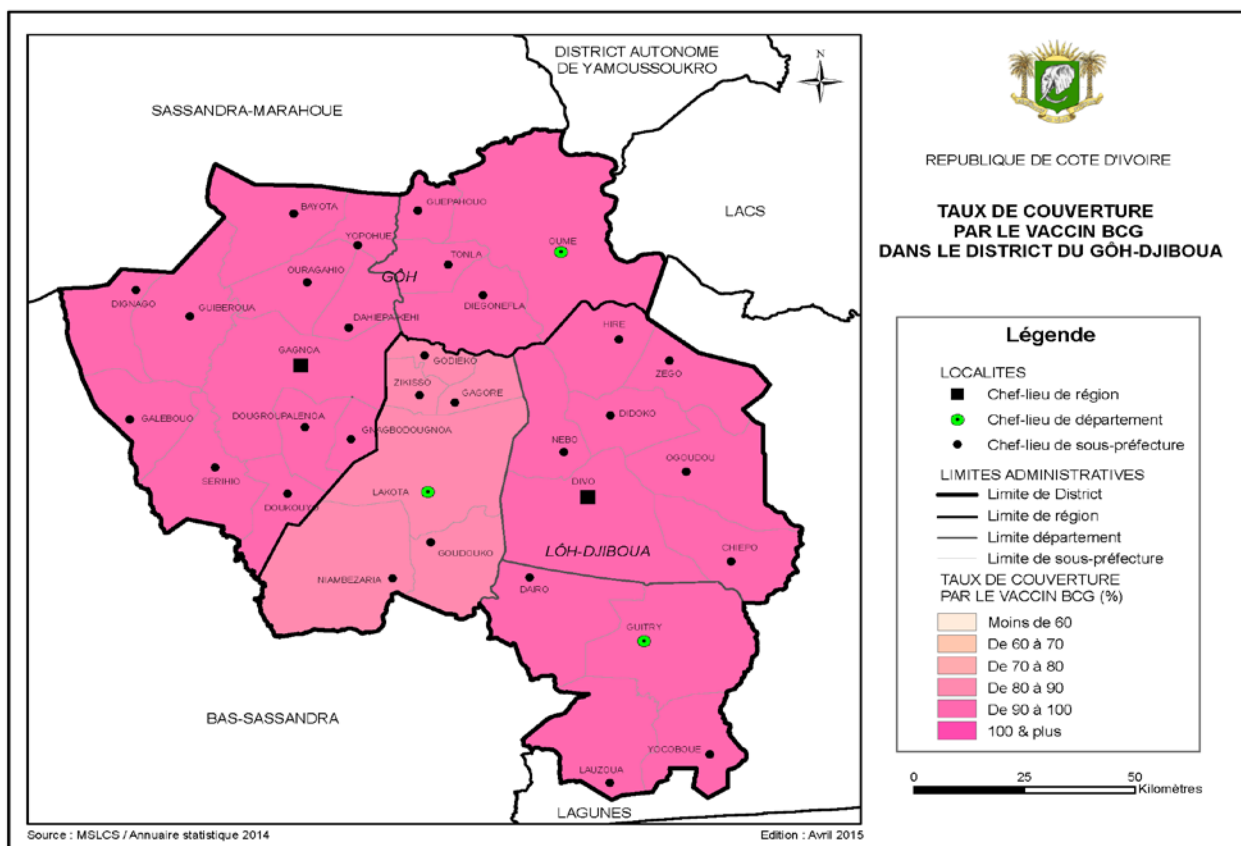 DISTRICT AUTONOME
DE YAMOUSSOUKRO
N
SASSANDRA-MARAHOUE
LACS
BAYOTA
GUEPAHOUO
YOPOHUE
OUME
TONLA
OURAGAHIO
GÔH
DIGNAGO
GUIBEROUA
DIEGONEFLA
DAHIEPA-KEHI
HIRE
GAGNOA
GODIEKO
ZEGO
ZIKISSO
GAGORE
GALEBOUO
DOUGROUPALENOA
DIDOKO
GNAGBODOUGNOA
NEBO
OGOUDOU
SERIHIO
DIVO
LAKOTA
DOUKOUYO
GOUDOUKO
LÔH-DJIBOUA
CHIEPO
NIAMBEZARIA
DAIRO
GUITRY
BAS-SASSANDRA
YOCOBOUE
LAUZOUA
LAGUNES
Source : MSLCS / Annuaire statistique 2014
Edition : Avril 2015
REPUBLIQUE DE COTE D'IVOIRE
TAUX DE COUVERTURE
PAR LE VACCIN BCG
DANS LE DISTRICT DU GÔH-DJIBOUA
Légende
LOCALITES
Chef-lieu de région
Chef-lieu de département
Chef-lieu de sous-préfecture
LIMITES ADMINISTRATIVES
Limite de District
Limite de région
Limite département
Limite de sous-préfecture
TAUX DE COUVERTURE
PAR LE VACCIN BCG (%)
Moins de 60
De 60 à 70
De 70 à 80
De 80 à 90
De 90 à 100
100 & plus
0 25 50
Kilomètres